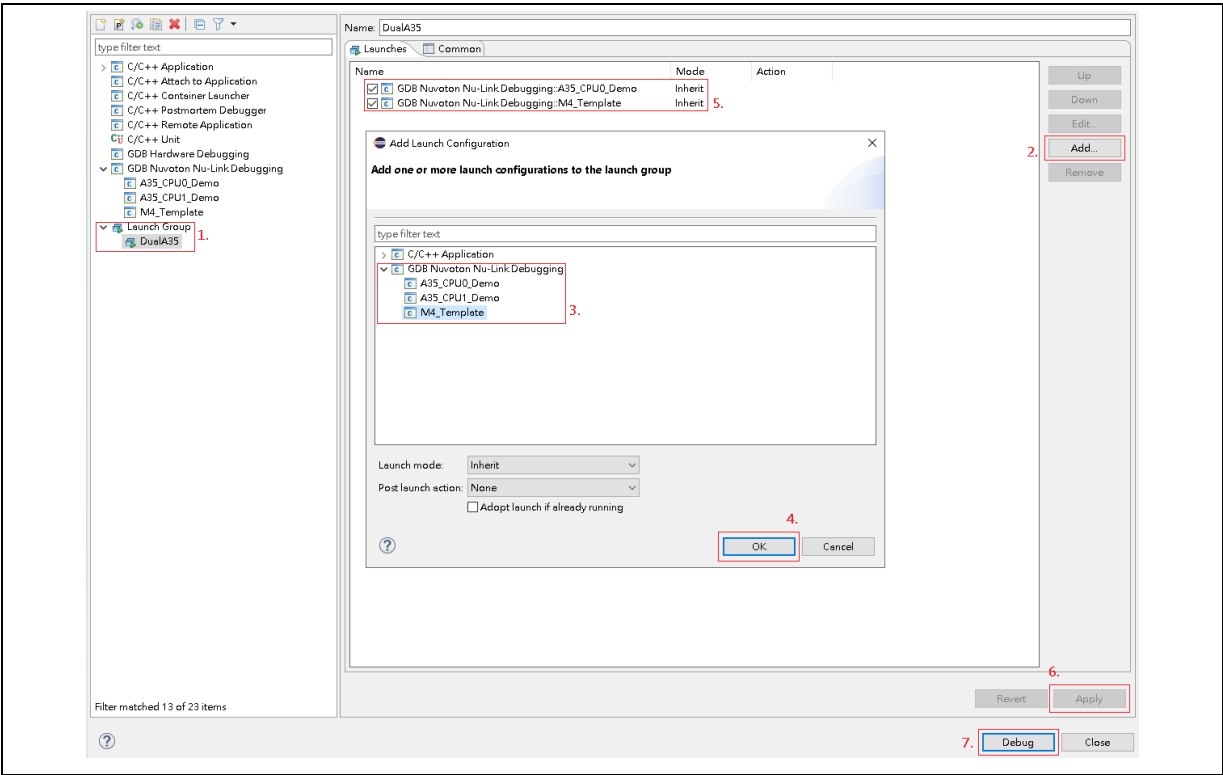 Name: DualA35
type filter text
Launches
Common
C/C++ Application
C/C++ Attach to Application
C/C++ Container Launcher
C/C++ Postmortem Debugger
C/C++ Remote Application
C/C++ Unit
GDB Hardware Debugging
GDB Nuvoton Nu-Link Debugging
A35_CPU0_Demo
A35_CPU1_Demo
M4_Template
Launch Group
DualA35
1.
Name Mode Action
GDB Nuvoton Nu-Link Debugging::A35_CPU0_Demo Inherit
GDB Nuvoton Nu-Link Debugging::M4_Template Inherit
5.
Up
Down
Edit...
2. Add...
Remove
Add Launch Configuration
Add one or more launch configurations to the launch group
type filter text
C/C++ Application
GDB Nuvoton Nu-Link Debugging
A35_CPU0_Demo
A35_CPU1_Demo
M4_Template
3.
Launch mode: Inherit
Post launch action: None
Adopt launch if already running
4.
OK Cancel
6.
Revert Apply
Filter matched 13 of 23 items
7. Debug Close